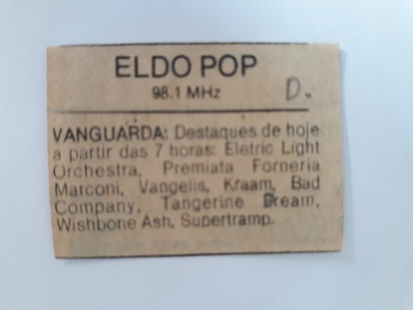 ELDO POP
98.1 MHz D.
VANGUARDA: Destaques de hoje
a partir das 7 horas: Eletric Light
Orchestra, Premiata Forneria
Marconi, Vangelis, Kraam, Bad
Company, Tangerine Dream,
Wishbone Ash, Supertramp.